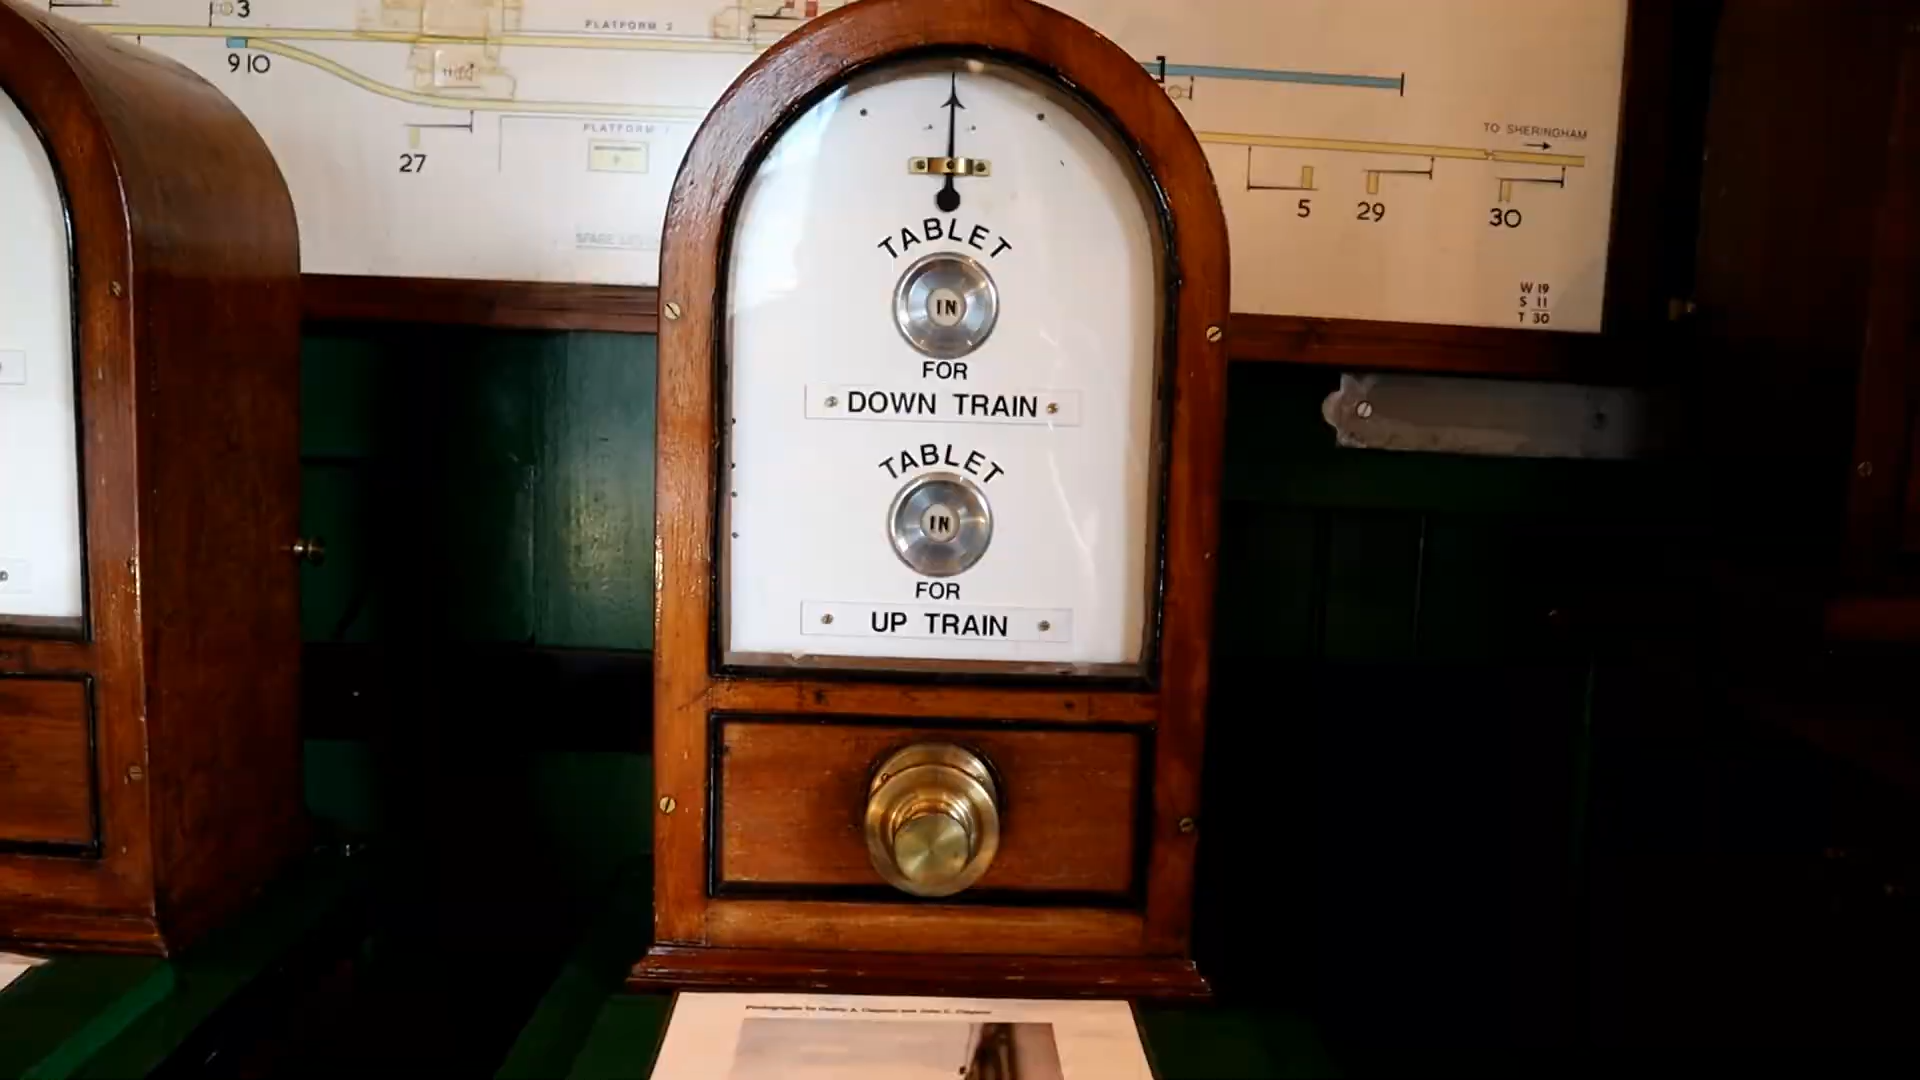 3
PLATFORM 2
9 10
PLATFORM 1
27
TO SHERINGHAM
5
29
30
W 19
S 11
T 30
TABLET
IN
FOR
DOWN TRAIN
TABLET
IN
FOR
UP TRAIN